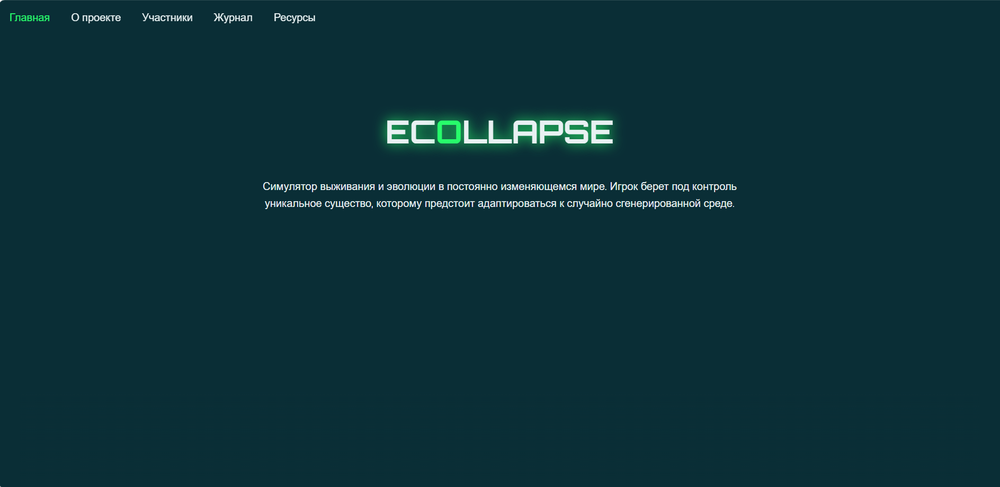 Главная О проекте Участники Журнал Ресурсы
ECOLLAPSE
Симулятор выживания и эволюции в постоянно изменяющемся мире. Игрок берет под контроль
уникальное существо, которому предстоит адаптироваться к случайно сгенерированной среде.